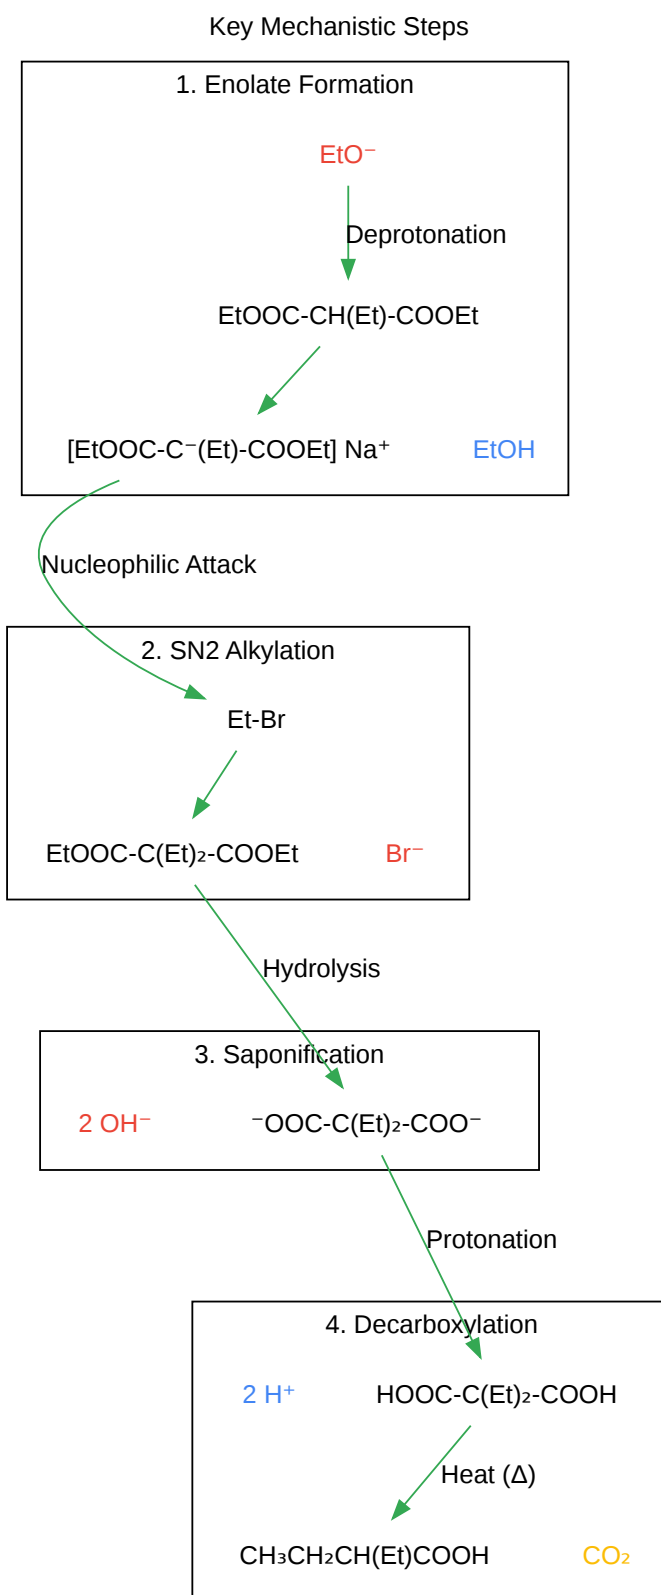 Key Mechanistic Steps
1. Enolate Formation
EtO⁻
Deprotonation
EtOOC-CH(Et)-COOEt
[EtOOC-C⁻(Et)-COOEt] Na⁺
EtOH
Nucleophilic Attack
2. SN2 Alkylation
Et-Br
EtOOC-C(Et)₂-COOEt
Br⁻
Hydrolysis
3. Saponification
2 OH⁻
⁻OOC-C(Et)₂-COO⁻
Protonation
4. Decarboxylation
2 H⁺
HOOC-C(Et)₂-COOH
Heat (Δ)
CH₃CH₂CH(Et)COOH
CO₂